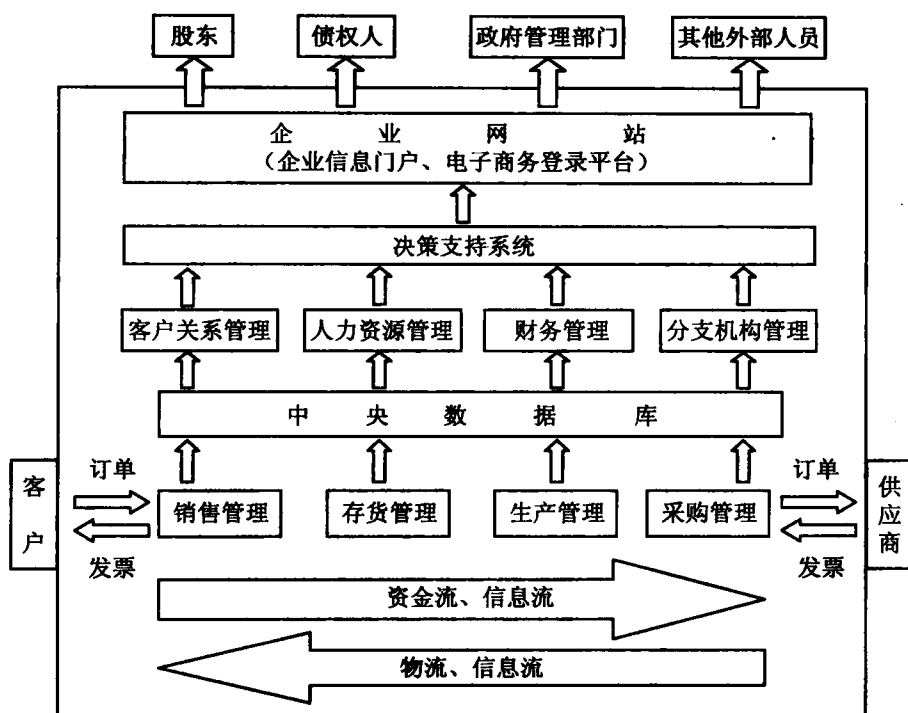 股东
债权人
政府管理部门
其他外部人员
企业网站
（企业信息门户、电子商务登录平台）
决策支持系统
客户关系管理
人力资源管理
财务管理
分支机构管理
中央数据库
客户
订单
发票
销售管理
存货管理
生产管理
采购管理
订单
发票
供应商
资金流、信息流
物流、信息流